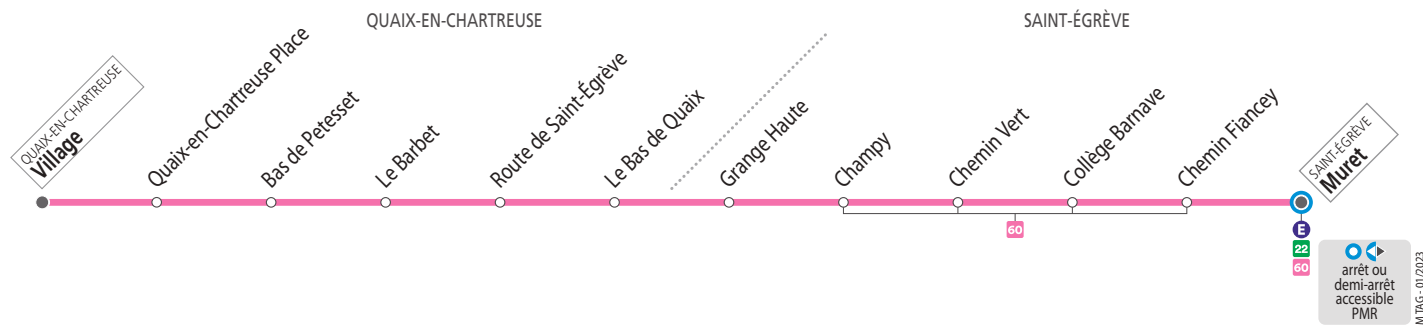 QUAIX-EN-CHARTREUSE
SAINT-ÉGRÈVE
QUAIX-EN-CHARTREUSE
Village
Quaix-en-Chartreuse Place
Bas de Petesset
Le Barbet
Route de Saint-Égrève
Le Bas de Quaix
Grange Haute
Champy
Chemin Vert
Collège Barnave
Chemin Fiancey
SAINT-ÉGRÈVE
Muret
60
E
22
60
arrêt ou
demi-arrêt
accessible
PMR
M TAG - 01/2023